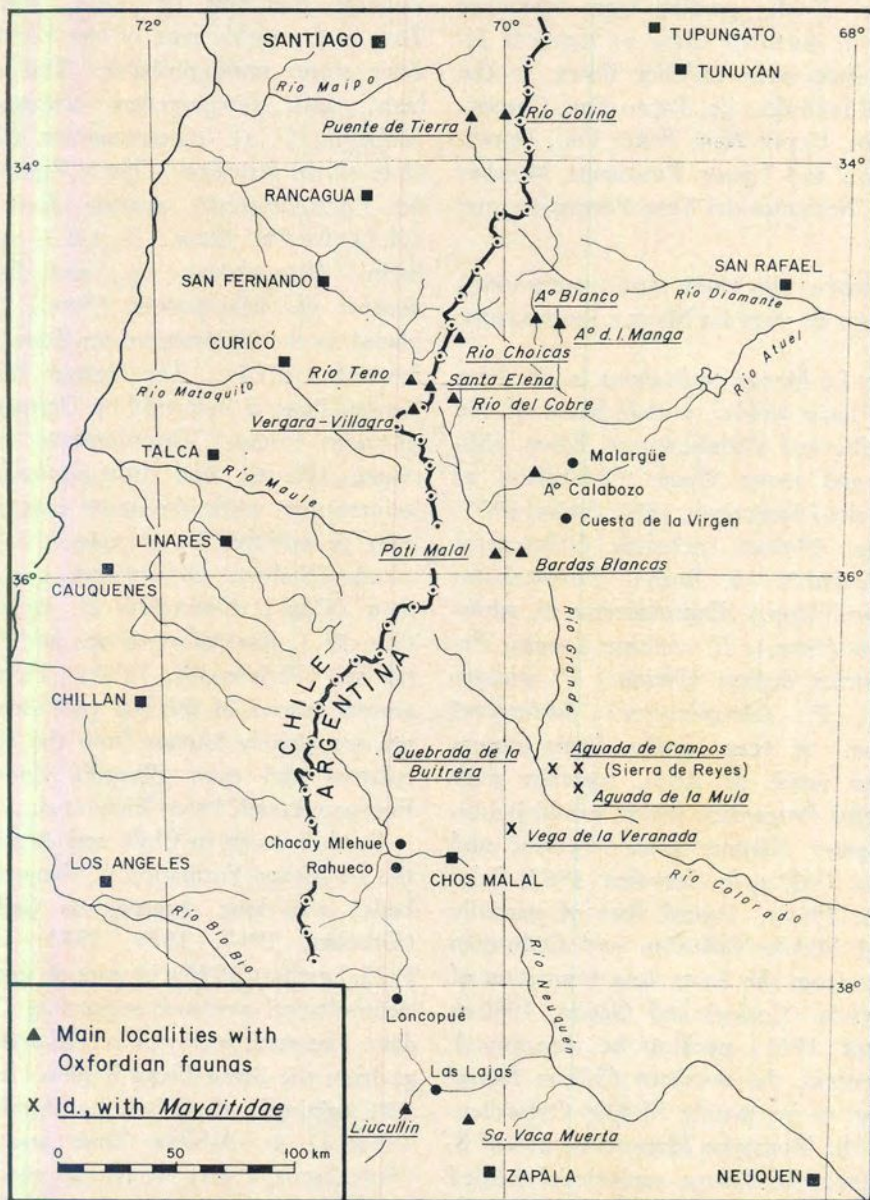 72°
70°
68°
SANTIAGO
TUPUNGATO
TUNUYAN
Río Maipo
Puente de Tierra
Río Colina
34°
34°
RANCAGUA
SAN FERNANDO
SAN RAFAEL
Río Diamante
Aº Blanco
Aº d. l. Manga
CURICÓ
Río Choicas
Río Atuel
Río Teno
Santa Elena
Río Mataquito
Río del Cobre
Vergara-Villagra
TALCA
Malargüe
Río Maule
Aº Calabozo
LINARES
Cuesta de la Virgen
Poti Malal
Bardas Blancas
36°
36°
CAUQUENES
CHILE
ARGENTINA
Río Grande
CHILLAN
Quebrada de la
Buitrera
Aguada de Campos
(Sierra de Reyes)
Aguada de la Mula
Vega de la Veranada
Chacay Mlehue
Rahueco
CHOS MALAL
LOS ANGELES
Río Colorado
Río Bio Bio
Río Neuquén
38°
Loncopué
Las Lajas
Liucullin
Sa. Vaca Muerta
ZAPALA
NEUQUEN
Main localities with
Oxfordian faunas
x Id., with Mayaitidae
0 50 100 km